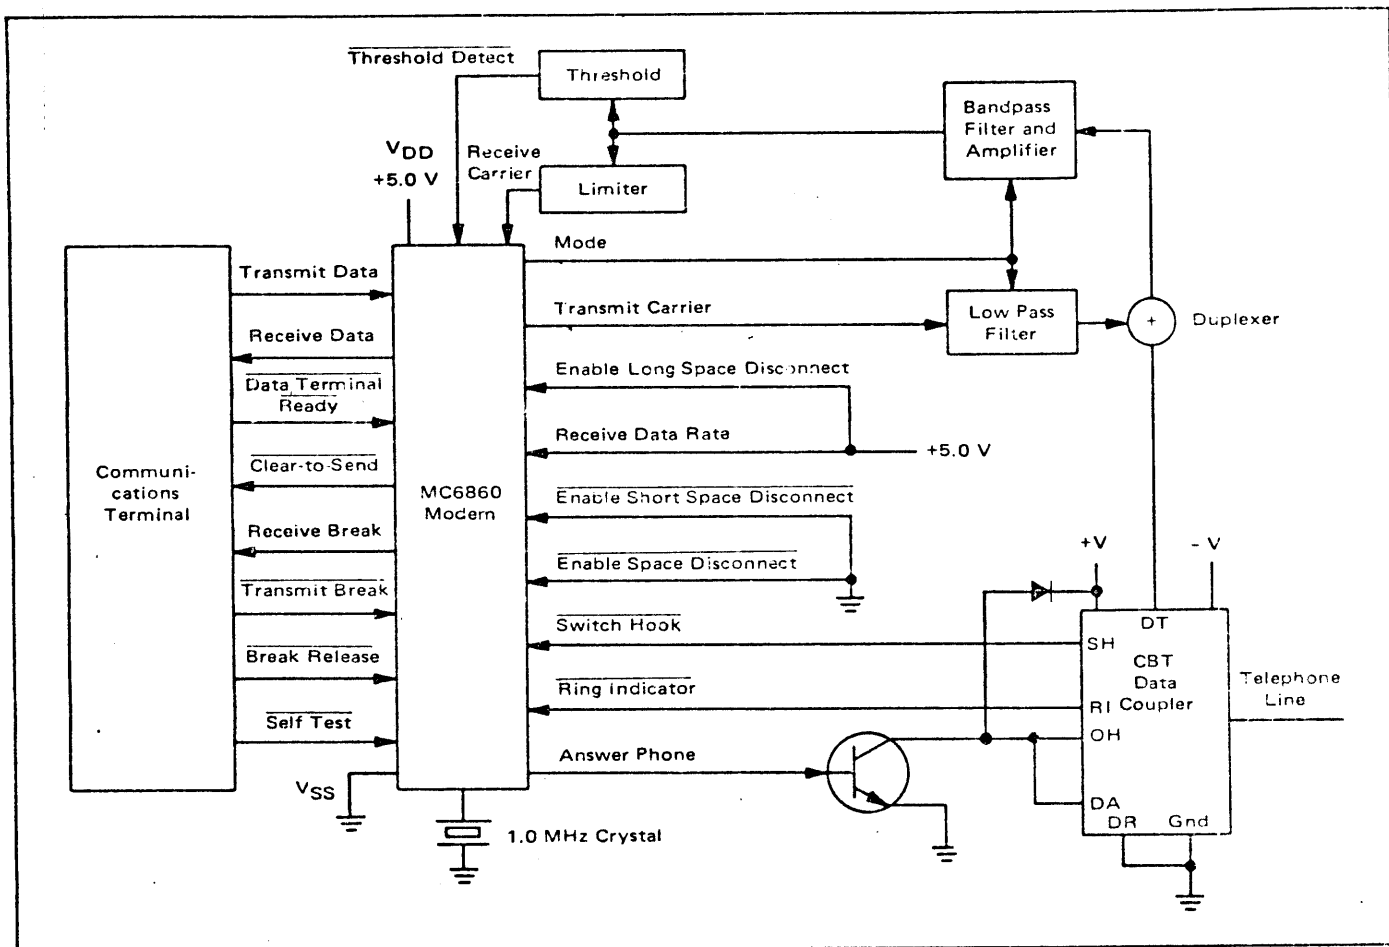 Threshold Detect
Threshold
Bandpass
Filter and
Amplifier
VDD
+5.0 V
Receive
Carrier
Limiter
Mode
Transmit Data
Transmit Carrier
Low Pass
Filter
+
Duplexer
Receive Data
Enable Long Space Disconnect
Data Terminal
Ready
Receive Data Rate
+5.0 V
Communi-
cations
Terminal
Clear-to-Send
MC6860
Modem
Enable Short Space Disconnect
Receive Break
Enable Space Disconnect
+V
- V
Transmit Break
Switch Hook
DT
SH
CBT
Data
Coupler
Break Release
Ring Indicator
RI
Telephone
Line
OH
Self Test
Answer Phone
VSS
DA
DR
Gnd
1.0 MHz Crystal